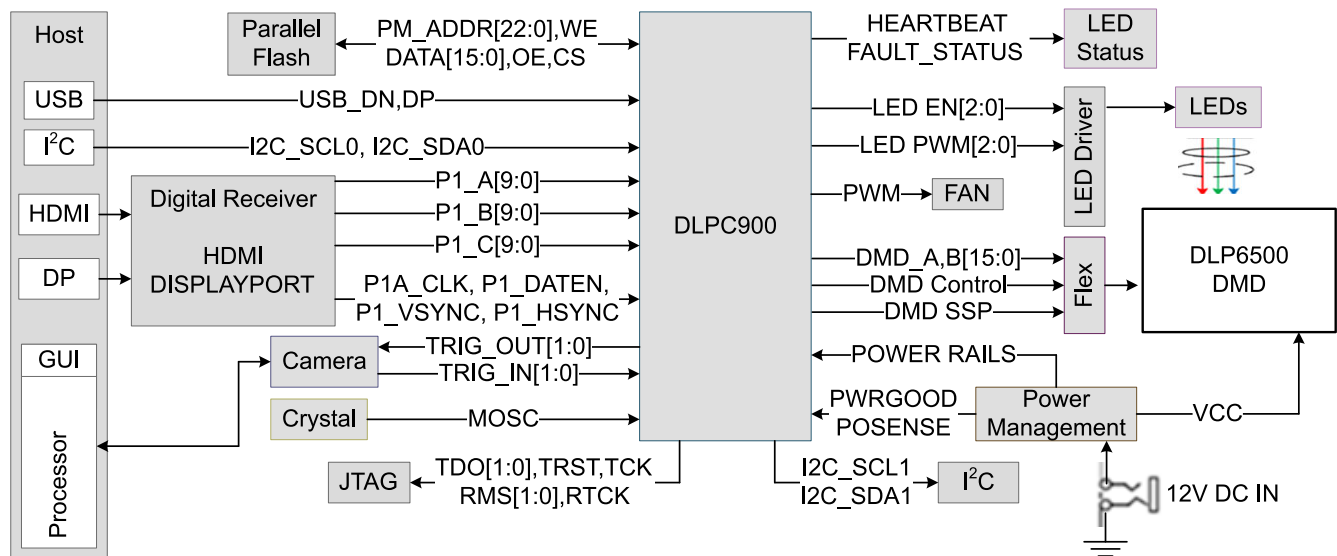 Host
USB
I²C
HDMI
DP
GUI
Processor
Parallel
Flash
PM_ADDR[22:0],WE
DATA[15:0],OE,CS
USB_DN,DP
I2C_SCL0, I2C_SDA0
Digital Receiver
HDMI
DISPLAYPORT
P1_A[9:0]
P1_B[9:0]
P1_C[9:0]
P1A_CLK, P1_DATEN,
P1_VSYNC, P1_HSYNC
Camera
TRIG_OUT[1:0]
TRIG_IN[1:0]
Crystal
MOSC
JTAG
TDO[1:0],TRST,TCK
RMS[1:0],RTCK
DLPC900
HEARTBEAT
FAULT_STATUS
LED
Status
LED EN[2:0]
LED PWM[2:0]
LED Driver
LEDs
PWM
FAN
DMD_A,B[15:0]
DMD Control
DMD SSP
Flex
DLP6500
DMD
POWER RAILS
PWRGOOD
POSENSE
Power
Management
VCC
I2C_SCL1
I2C_SDA1
I²C
12V DC IN